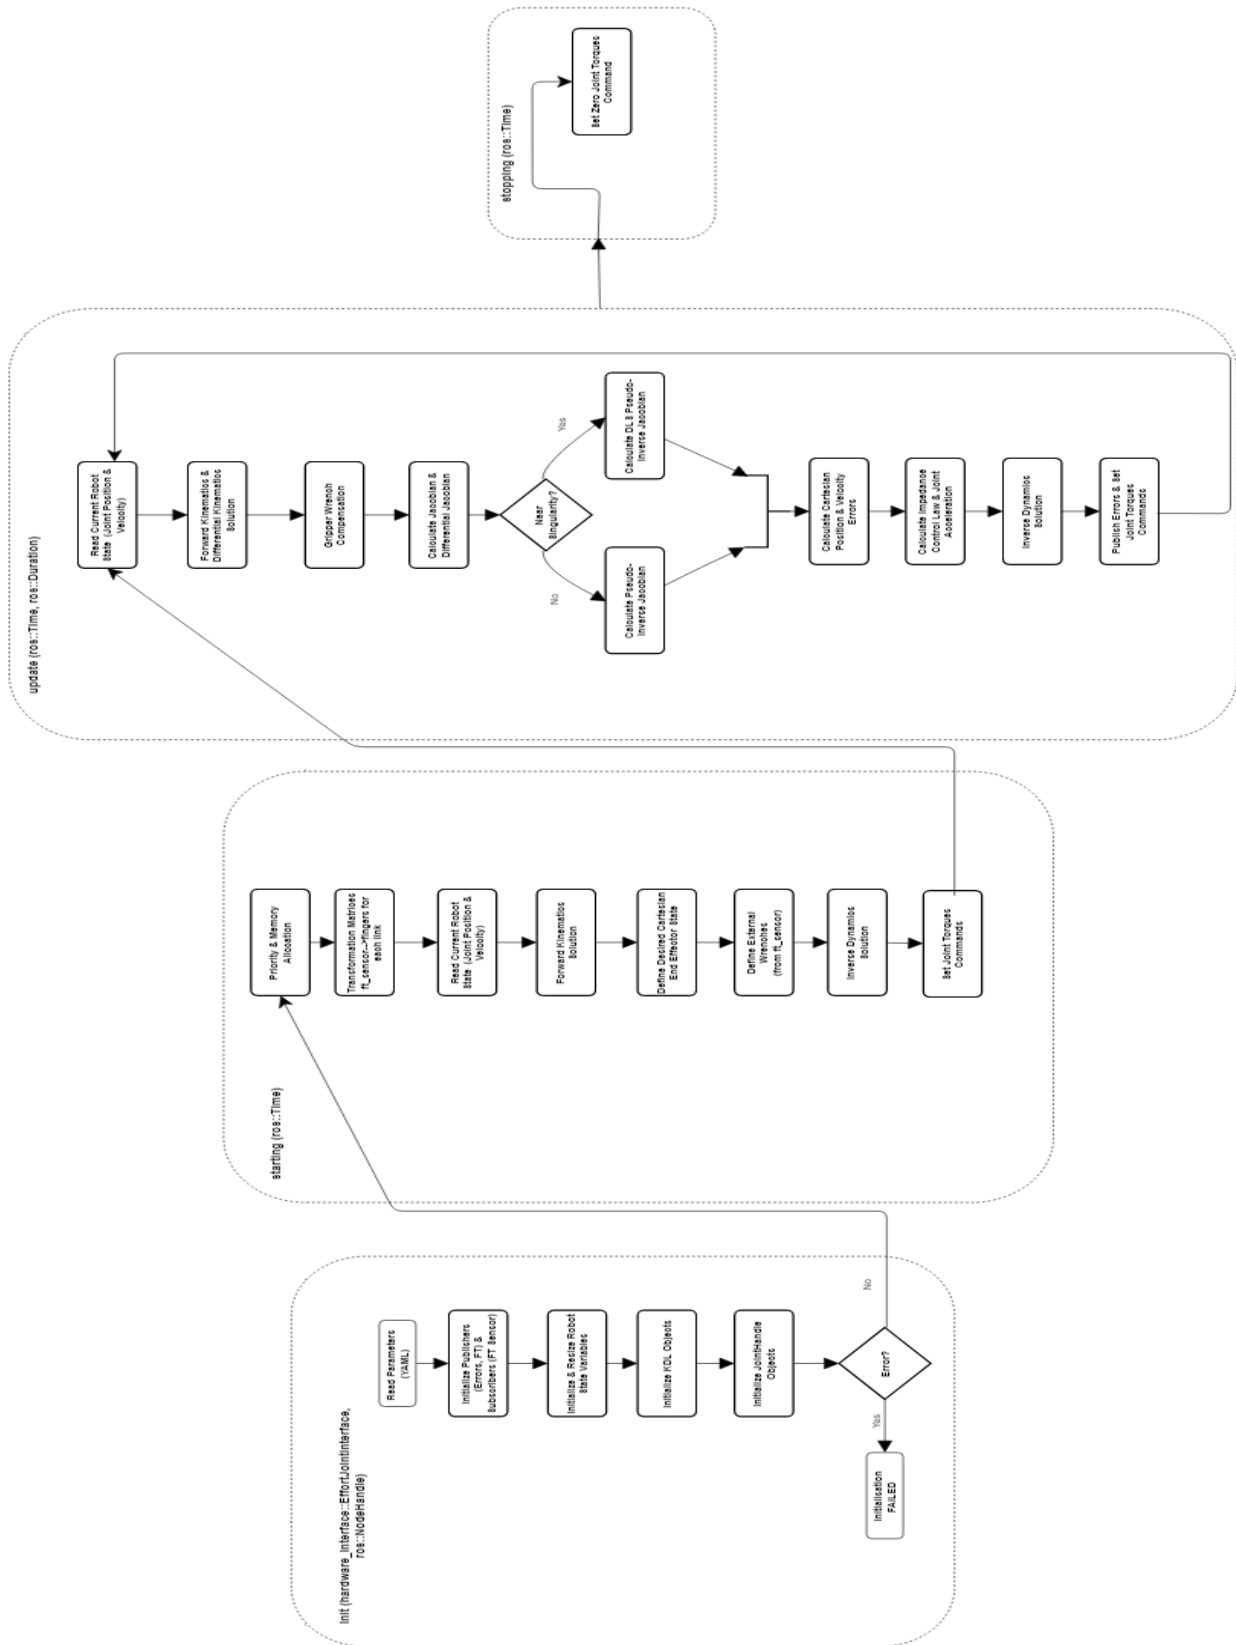 Init (hardware_interface::EffortJointInterface,
ros::NodeHandle)
Read Parameters
(YAML)
Initialize Publishers
(Errors, FT) &
Subscribers (FT Sensor)
Initialize & Resize Robot
State Variables
Initialize KDL Objects
Initialize JointHandle
Objects
Error?
Yes
No
Initialisation
FAILED
starting (ros::Time)
Priority & Memory
Allocation
Transformation Matrices
ft_sensor-->fingers for
each link
Read Current Robot
State (Joint Position &
Velocity)
Forward Kinematics
Solution
Define Desired Cartesian
End Effector State
Define External
Wrenches
(from ft_sensor)
Inverse Dynamics
Solution
Set Joint Torques
Commands
update (ros::Time, ros::Duration)
Read Current Robot
State (Joint Position &
Velocity)
Forward Kinematics &
Differential Kinematics
Solution
Gripper Wrench
Compensation
Calculate Jacobian &
Differential Jacobian
Near
Singularity?
No
Yes
Calculate Pseudo-
Inverse Jacobian
Calculate DLS Pseudo-
Inverse Jacobian
Calculate Cartesian
Position & Velocity
Errors
Calculate Impedance
Control Law & Joint
Acceleration
Inverse Dynamics
Solution
Publish Errors & Set
Joint Torques
Commands
stopping (ros::Time)
Set Zero Joint Torques
Command